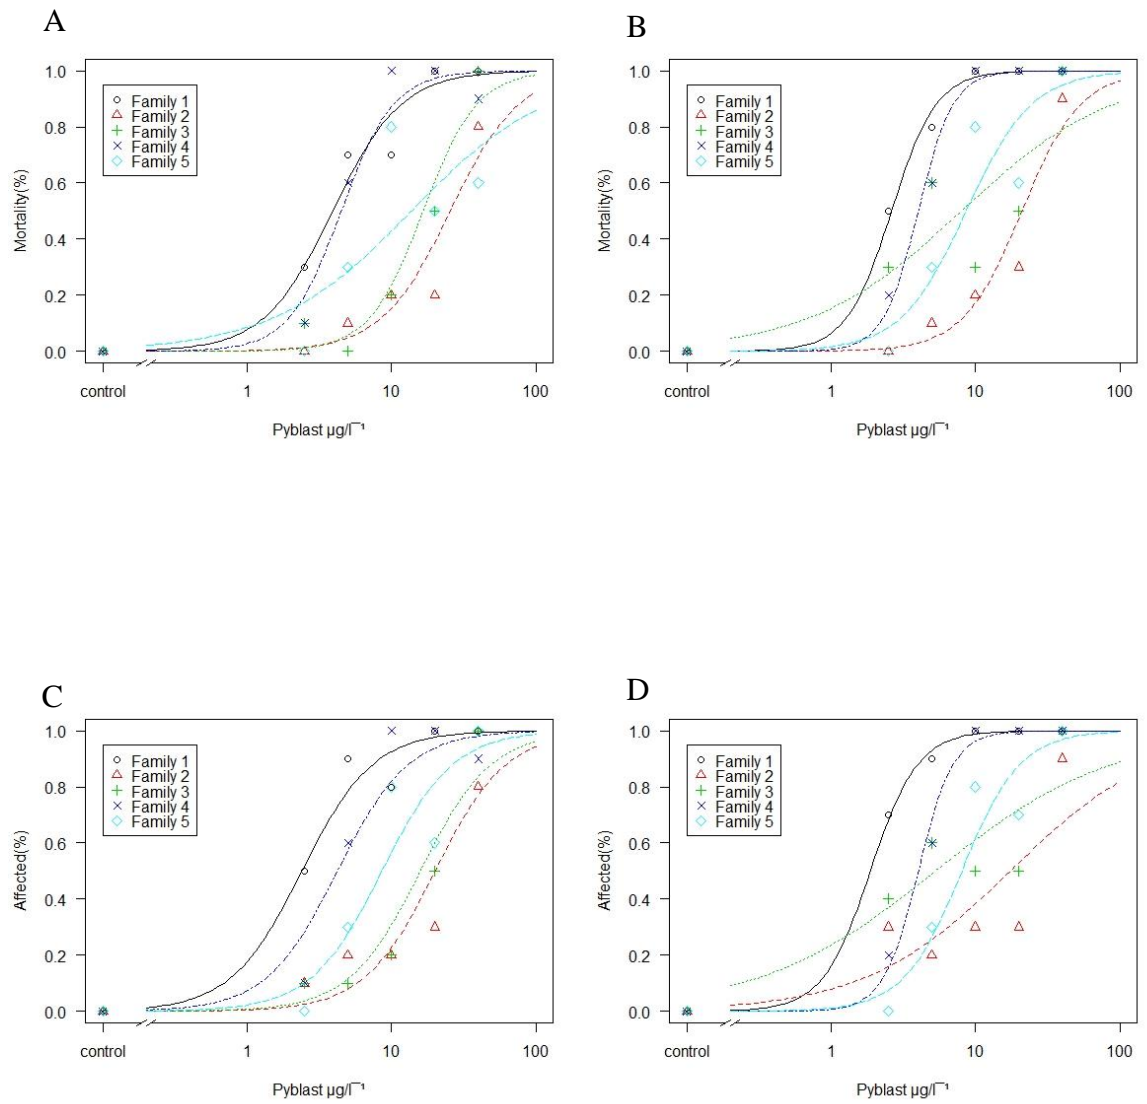 A
Mortality(%)
1.0
0.8
0.6
0.4
0.2
0.0
Family 1
Family 2
Family 3
Family 4
Family 5
control
1
10
100
Pyblast µg/l¯¹
B
Mortality(%)
1.0
0.8
0.6
0.4
0.2
0.0
Family 1
Family 2
Family 3
Family 4
Family 5
control
1
10
100
Pyblast µg/l¯¹
C
Affected(%)
1.0
0.8
0.6
0.4
0.2
0.0
Family 1
Family 2
Family 3
Family 4
Family 5
control
1
10
100
Pyblast µg/l¯¹
D
Affected(%)
1.0
0.8
0.6
0.4
0.2
0.0
Family 1
Family 2
Family 3
Family 4
Family 5
control
1
10
100
Pyblast µg/l¯¹